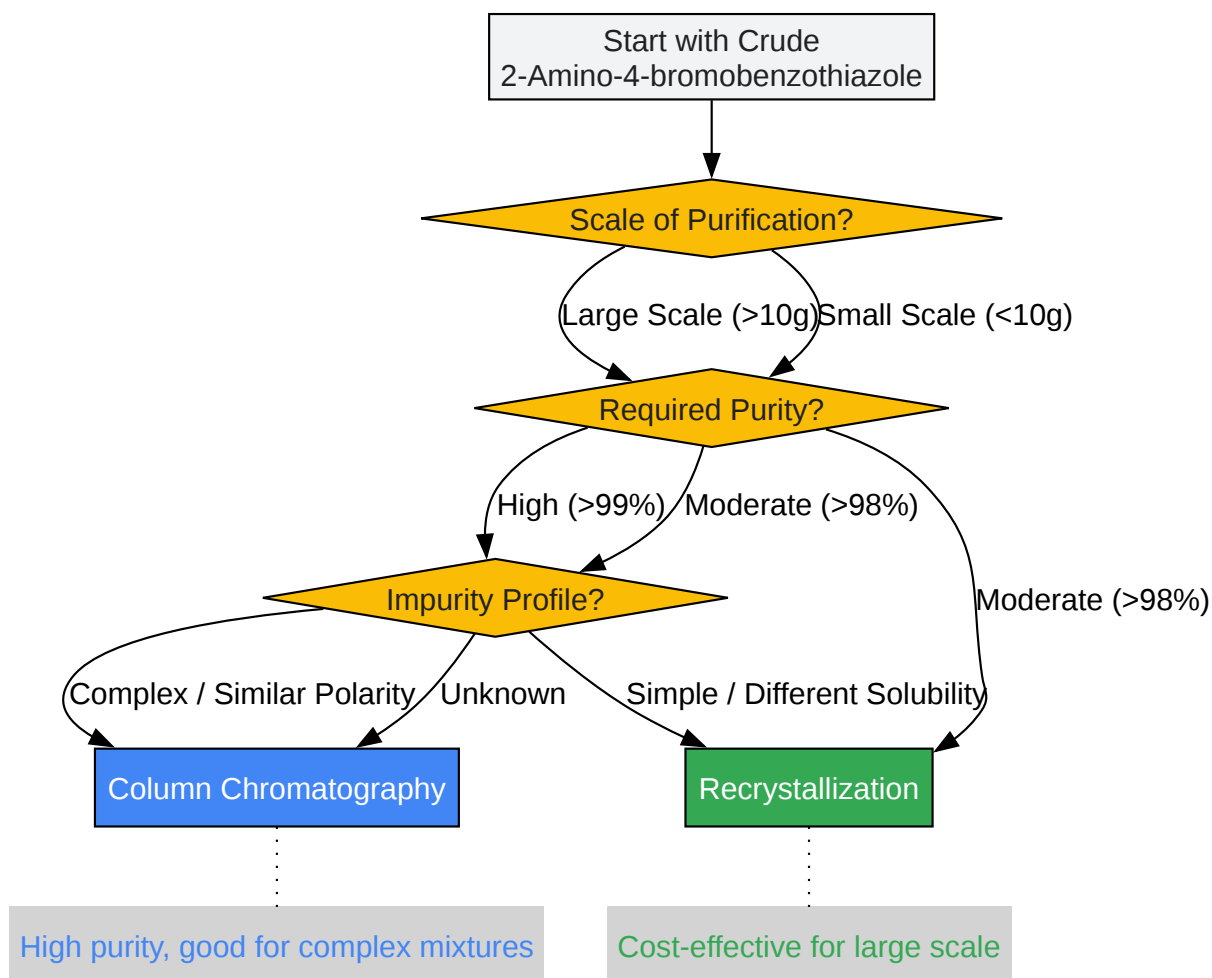 Start with Crude
2-Amino-4-bromobenzothiazole
Scale of Purification?
Large Scale (>10g)
Small Scale (<10g)
Required Purity?
High (>99%)
Moderate (>98%)
Impurity Profile?
Moderate (>98%)
Complex / Similar Polarity
Unknown
Simple / Different Solubility
Column Chromatography
Recrystallization
High purity, good for complex mixtures
Cost-effective for large scale